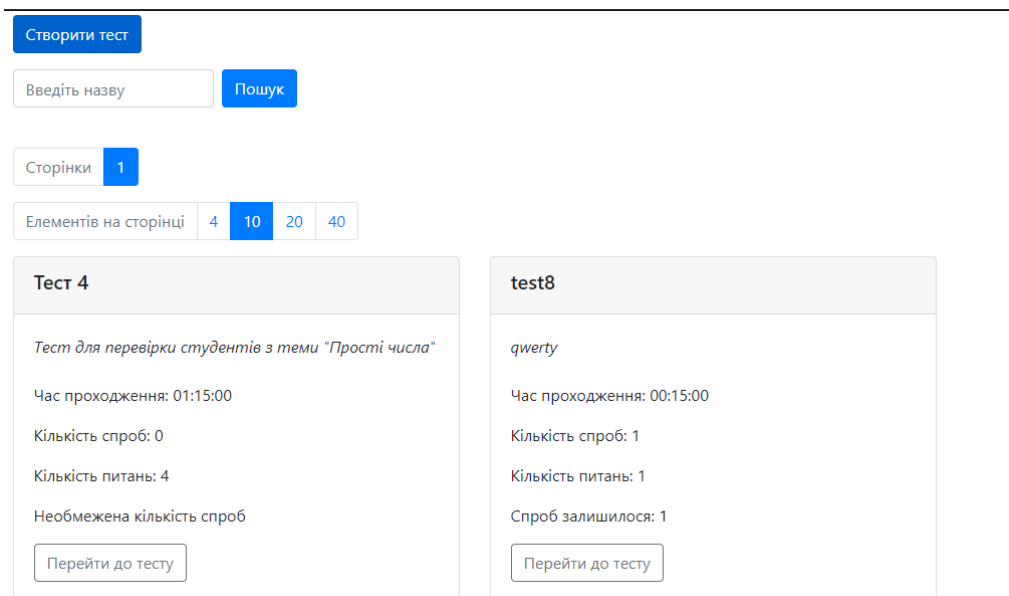 Створити тест
Введіть назву Пошук
Сторінки 1
Елементів на сторінці 4 10 20 40
Тест 4
Тест для перевірки студентів з теми "Прості числа"
Час проходження: 01:15:00
Кількість спроб: 0
Кількість питань: 4
Необмежена кількість спроб
Перейти до тесту
test8
qwerty
Час проходження: 00:15:00
Кількість спроб: 1
Кількість питань: 1
Спроб залишилося: 1
Перейти до тесту